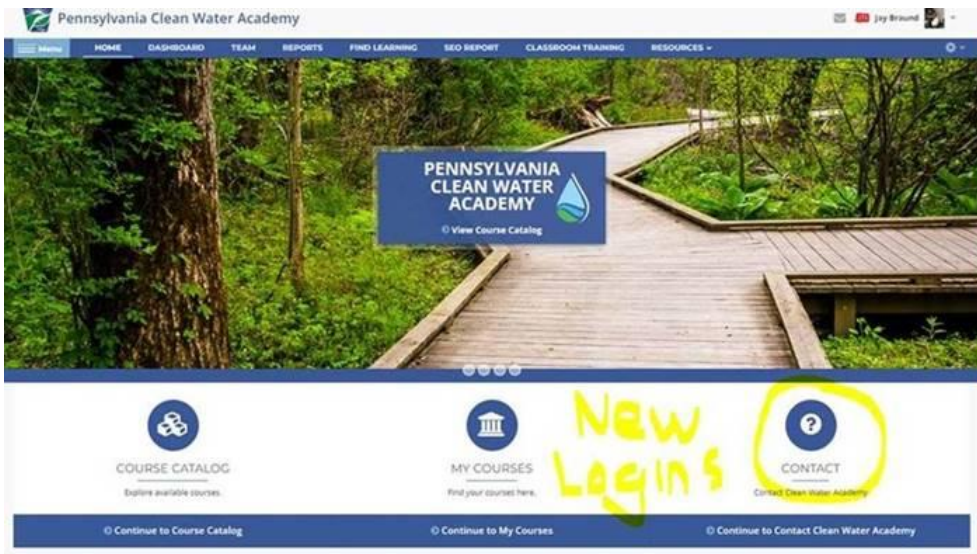 Pennsylvania Clean Water Academy
Jay Braund
Menu HOME DASHBOARD TEAM REPORTS FIND LEARNING SEO REPORT CLASSROOM TRAINING RESOURCES
PENNSYLVANIA
CLEAN WATER
ACADEMY
View Course Catalog
New
Logins
COURSE CATALOG
Explore available courses.
MY COURSES
Find your courses here.
CONTACT
Contact Clean Water Academy
Continue to Course Catalog
Continue to My Courses
Continue to Contact Clean Water Academy